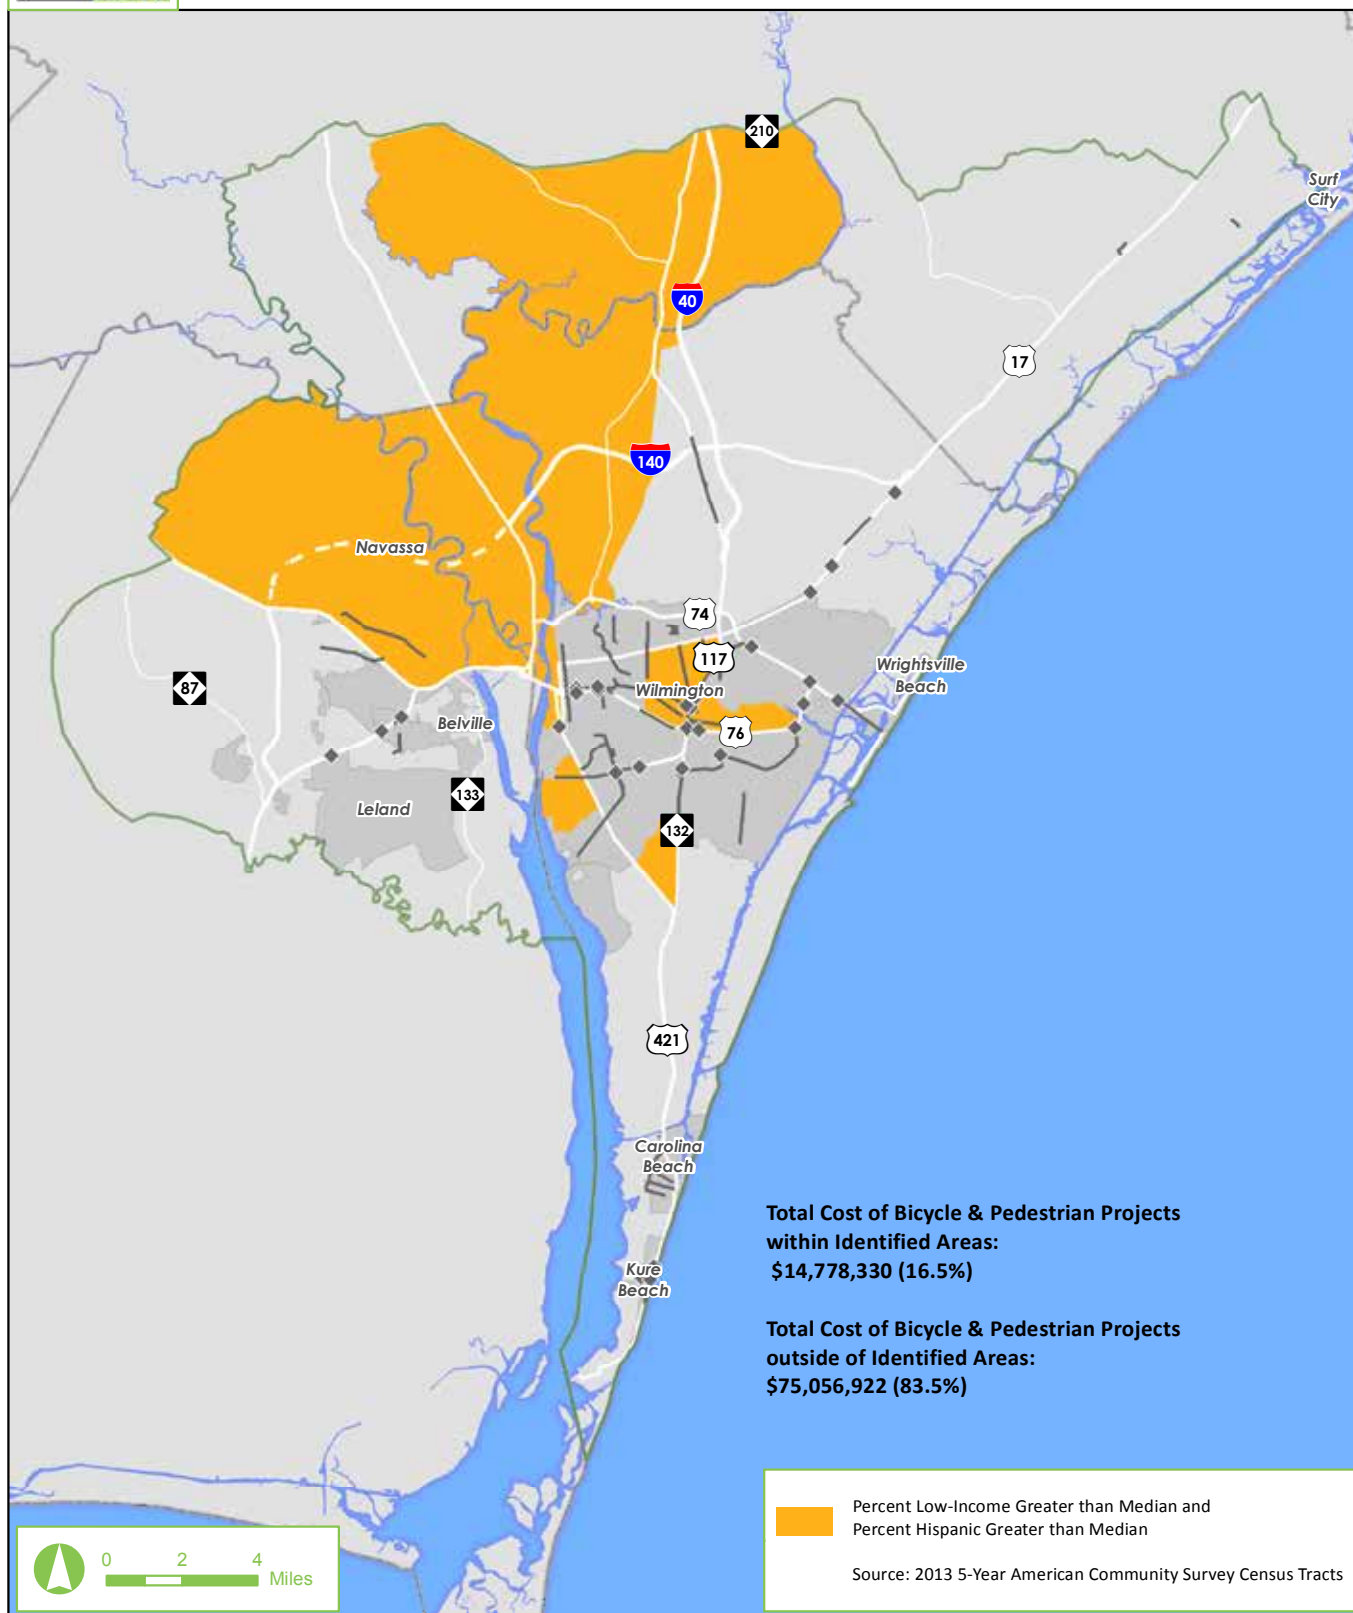 210
Surf
City
40
17
140
Navassa
74
117
Wrightsville
Beach
87
Wilmington
Belville
76
133
Leland
132
421
Carolina
Beach
Kure
Beach
Total Cost of Bicycle & Pedestrian Projects
within Identified Areas:
$14,778,330 (16.5%)
Total Cost of Bicycle & Pedestrian Projects
outside of Identified Areas:
$75,056,922 (83.5%)
Percent Low-Income Greater than Median and
Percent Hispanic Greater than Median
Source: 2013 5-Year American Community Survey Census Tracts
0 2 4
Miles